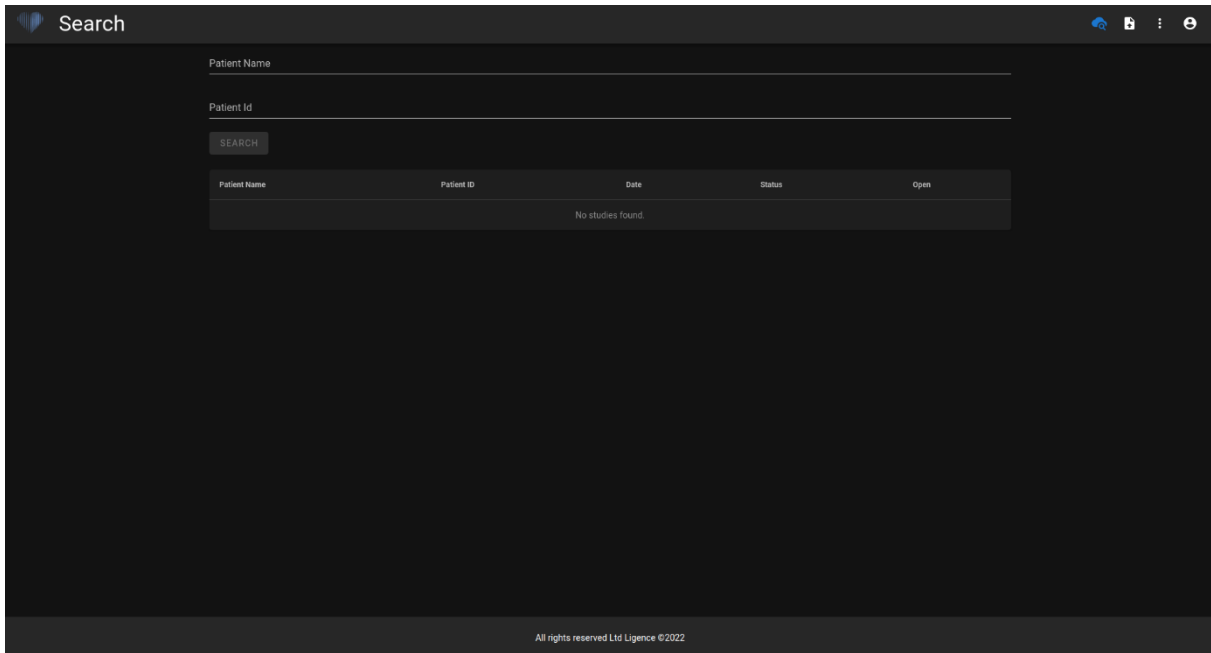 Search
Patient Name
Patient Id
SEARCH
Patient Name Patient ID Date Status Open
No studies found.
All rights reserved Ltd Ligence ©2022